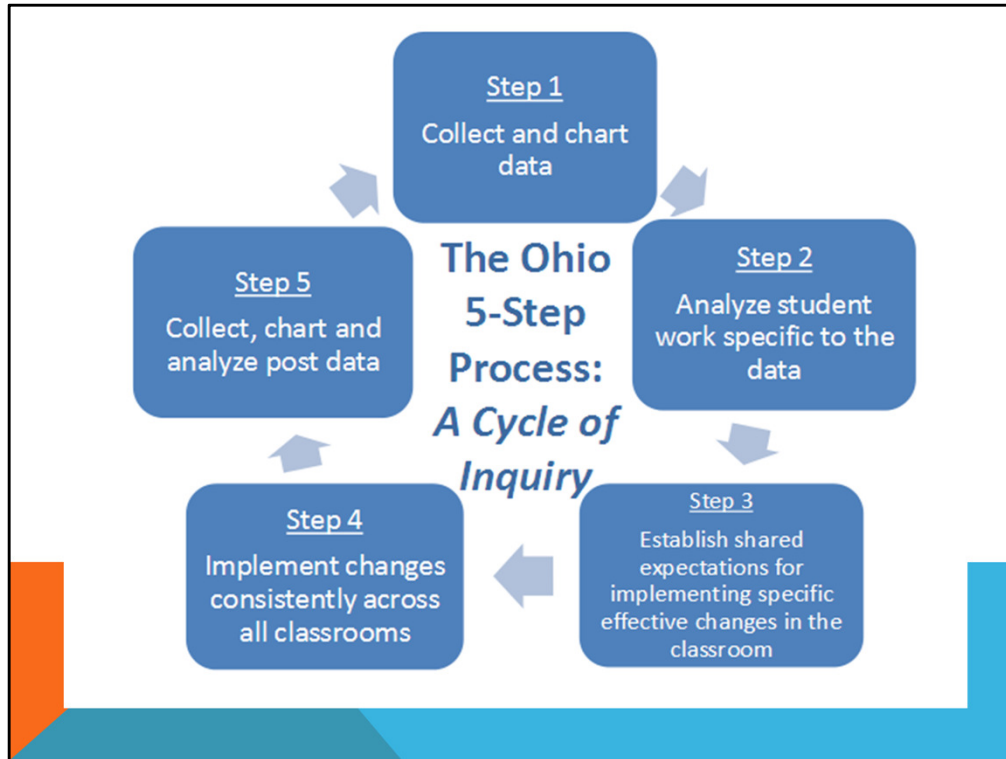 Step 1
Collect and chart
data
The Ohio
5-Step
Process:
A Cycle of
Inquiry
Step 2
Analyze student
work specific to the
data
Step 3
Establish shared
expectations for
implementing specific
effective changes in the
classroom
Step 4
Implement changes
consistently across
all classrooms
Step 5
Collect, chart and
analyze post data